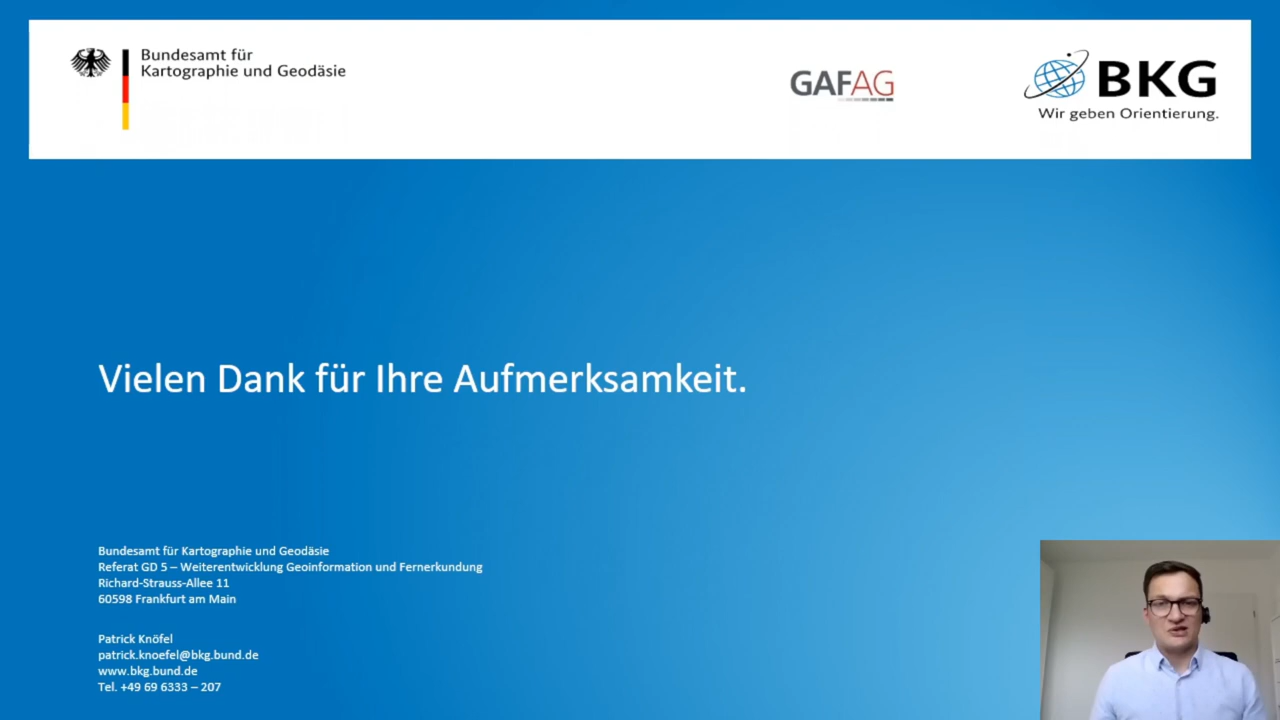 Bundesamt für
Kartographie und Geodäsie
GAFAG
BKG
Wir geben Orientierung.
Vielen Dank für Ihre Aufmerksamkeit.
Bundesamt für Kartographie und Geodäsie
Referat GD 5 – Weiterentwicklung Geoinformation und Fernerkundung
Richard-Strauss-Allee 11
60598 Frankfurt am Main
Patrick Knöfel
patrick.knoefel@bkg.bund.de
www.bkg.bund.de
Tel. +49 69 6333 – 207